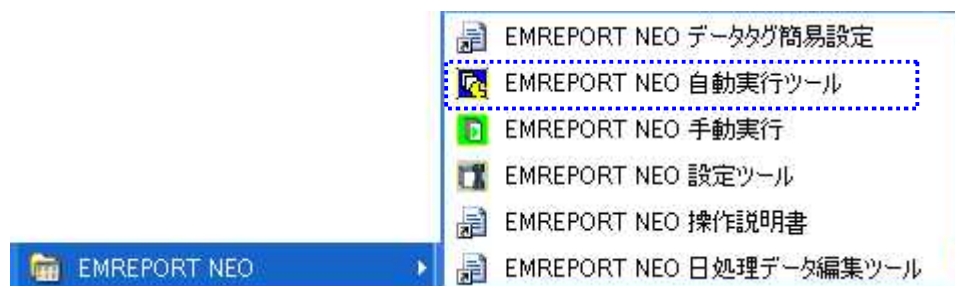 EMREPORT NEO データタグ簡易設定
EMREPORT NEO 自動実行ツール
EMREPORT NEO 手動実行
EMREPORT NEO 設定ツール
EMREPORT NEO 操作説明書
EMREPORT NEO
EMREPORT NEO 日処理データ編集ツール